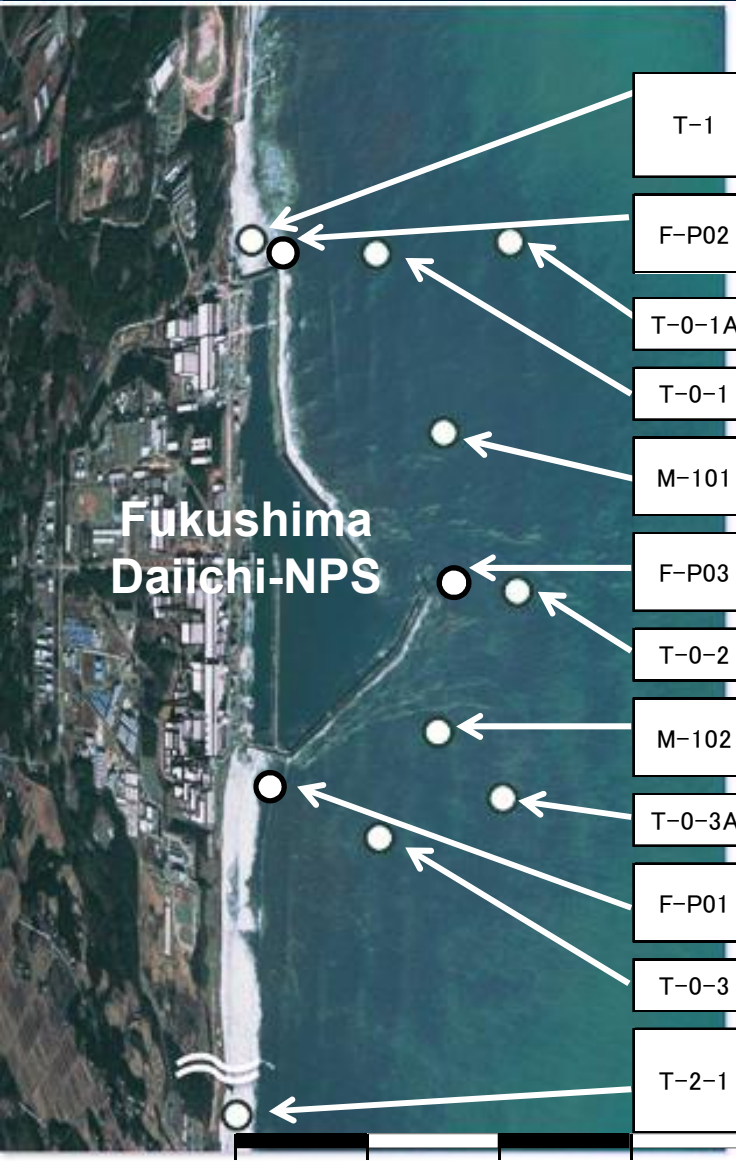 T-1
F-P02
T-0-1A
T-0-1
M-101
Fukushima
Daiichi-NPS
F-P03
T-0-2
M-102
T-0-3A
F-P01
T-0-3
T-2-1